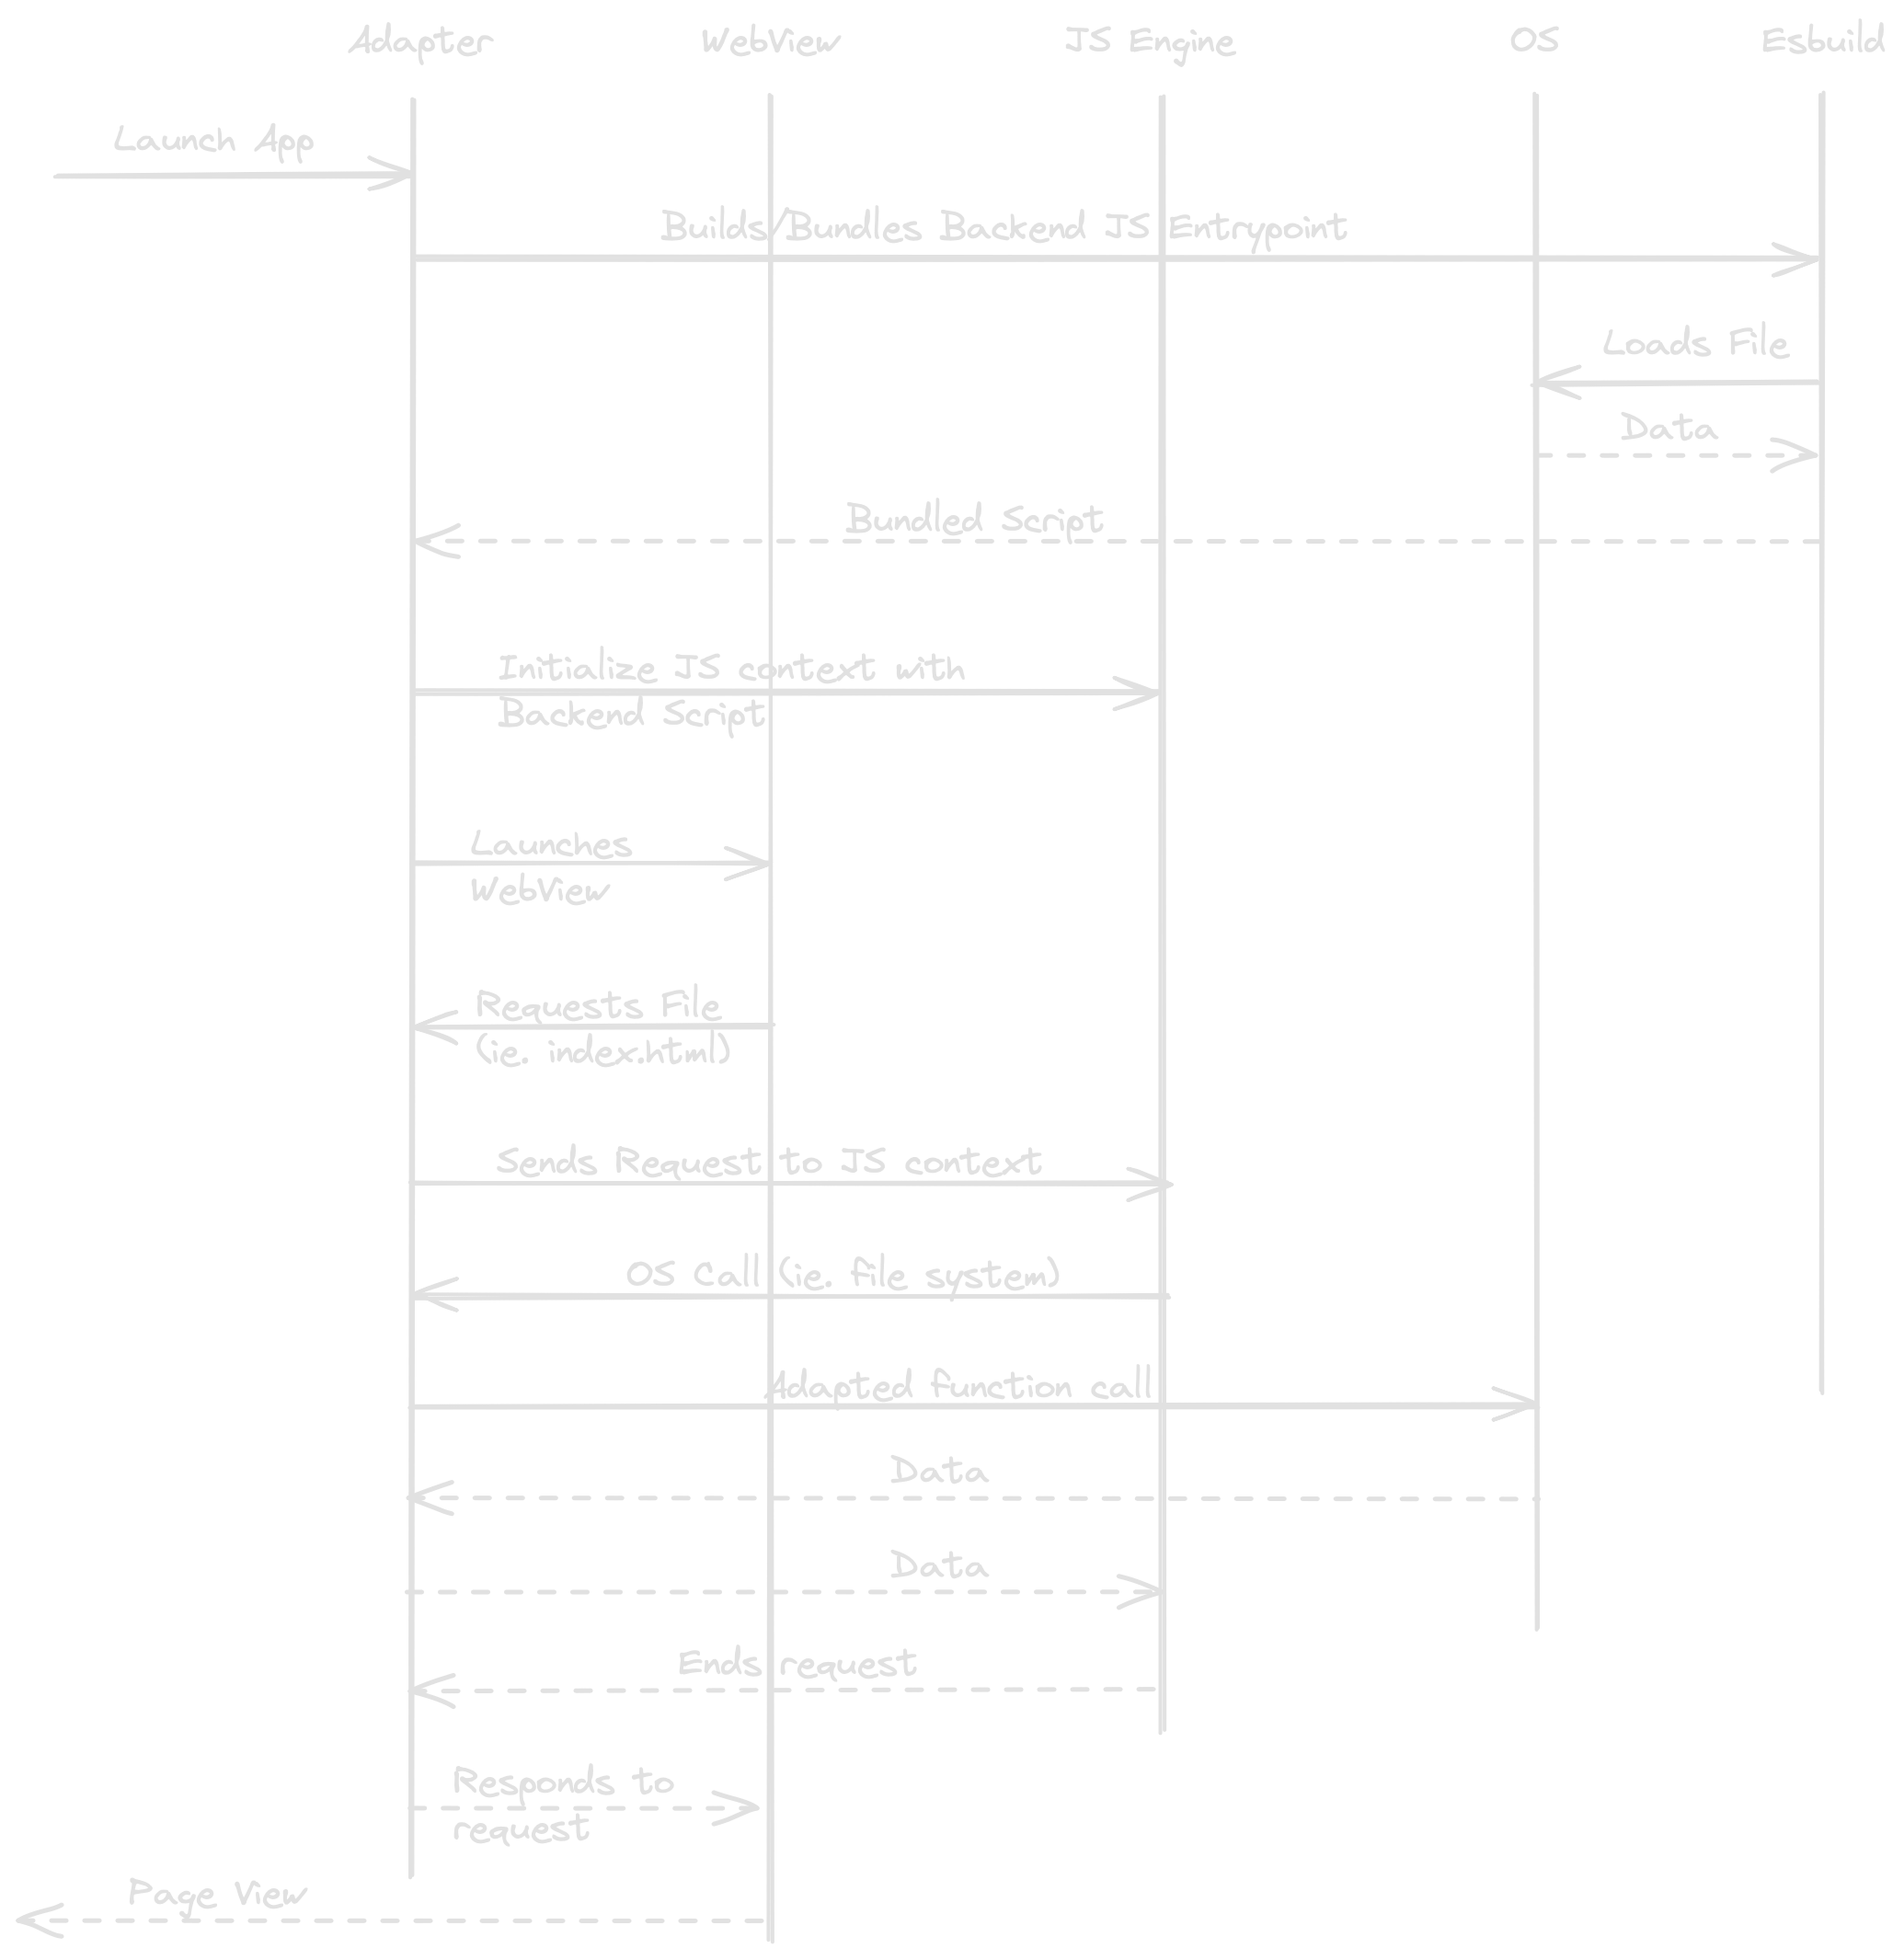 Adapter
WebView
JS Engine
OS
Esbuild
Launch App
Builds/Bundles Backend JS Entrypoint
Loads File
Data
Bundled Script
Initialize JS context with
Backend Script
Launches
WebView
Requests File
(ie. index.html)
Sends Request to JS context
OS Call (ie. file system)
Adapted function call
Data
Data
Ends request
Responds to
request
Page View